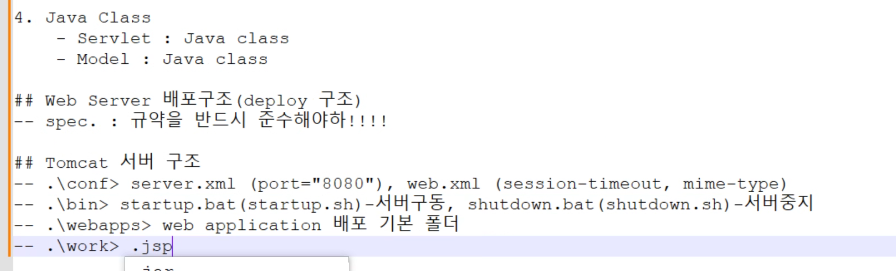 4. Java Class
- Servlet : Java class
- Model : Java class
## Web Server 배포구조(deploy 구조)
-- spec. : 규약을 반드시 준수해야하!!!!
## Tomcat 서버 구조
-- .\conf> server.xml (port="8080"), web.xml (session-timeout, mime-type)
-- .\bin> startup.bat(startup.sh)-서버구동, shutdown.bat(shutdown.sh)-서버중지
-- .\webapps> web application 배포 기본 폴더
-- .\work> .jsp